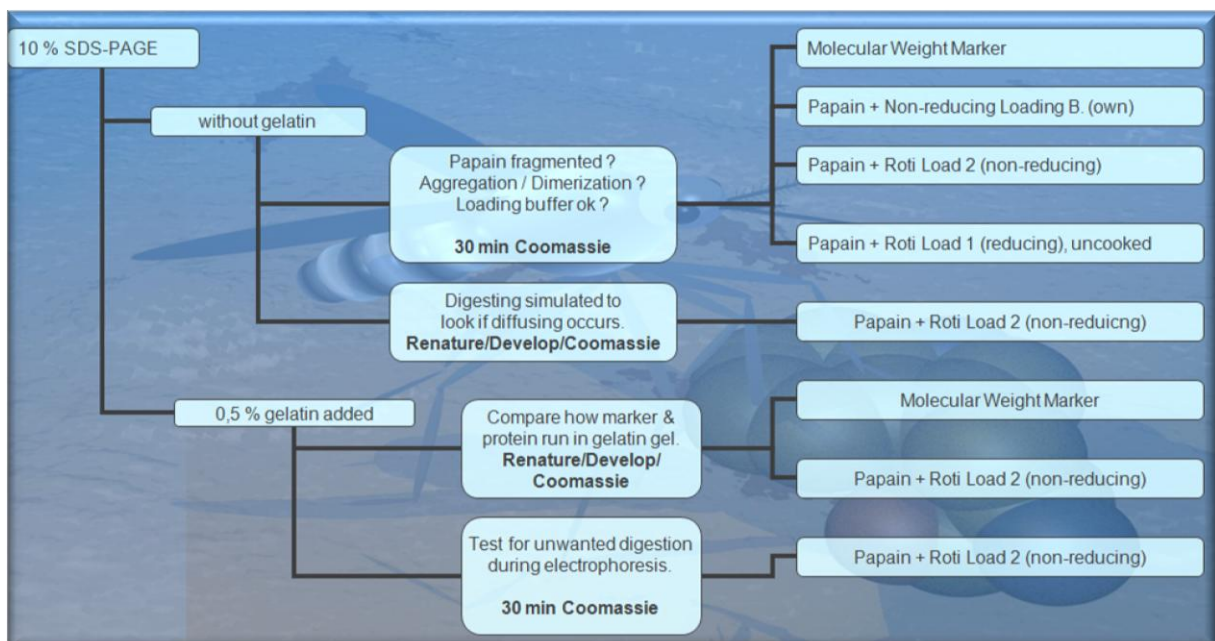 10 % SDS-PAGE
without gelatin
Papain fragmented ?
Aggregation / Dimerization ?
Loading buffer ok ?
30 min Coomassie
Molecular Weight Marker
Papain + Non-reducing Loading B. (own)
Papain + Roti Load 2 (non-reducing)
Papain + Roti Load 1 (reducing), uncooked
Digesting simulated to
look if diffusing occurs.
Renature/Develop/Coomassie
Papain + Roti Load 2 (non-reduicng)
0,5 % gelatin added
Compare how marker &
protein run in gelatin gel.
Renature/Develop/
Coomassie
Molecular Weight Marker
Papain + Roti Load 2 (non-reducing)
Test for unwanted digestion
during electrophoresis.
30 min Coomassie
Papain + Roti Load 2 (non-reducing)